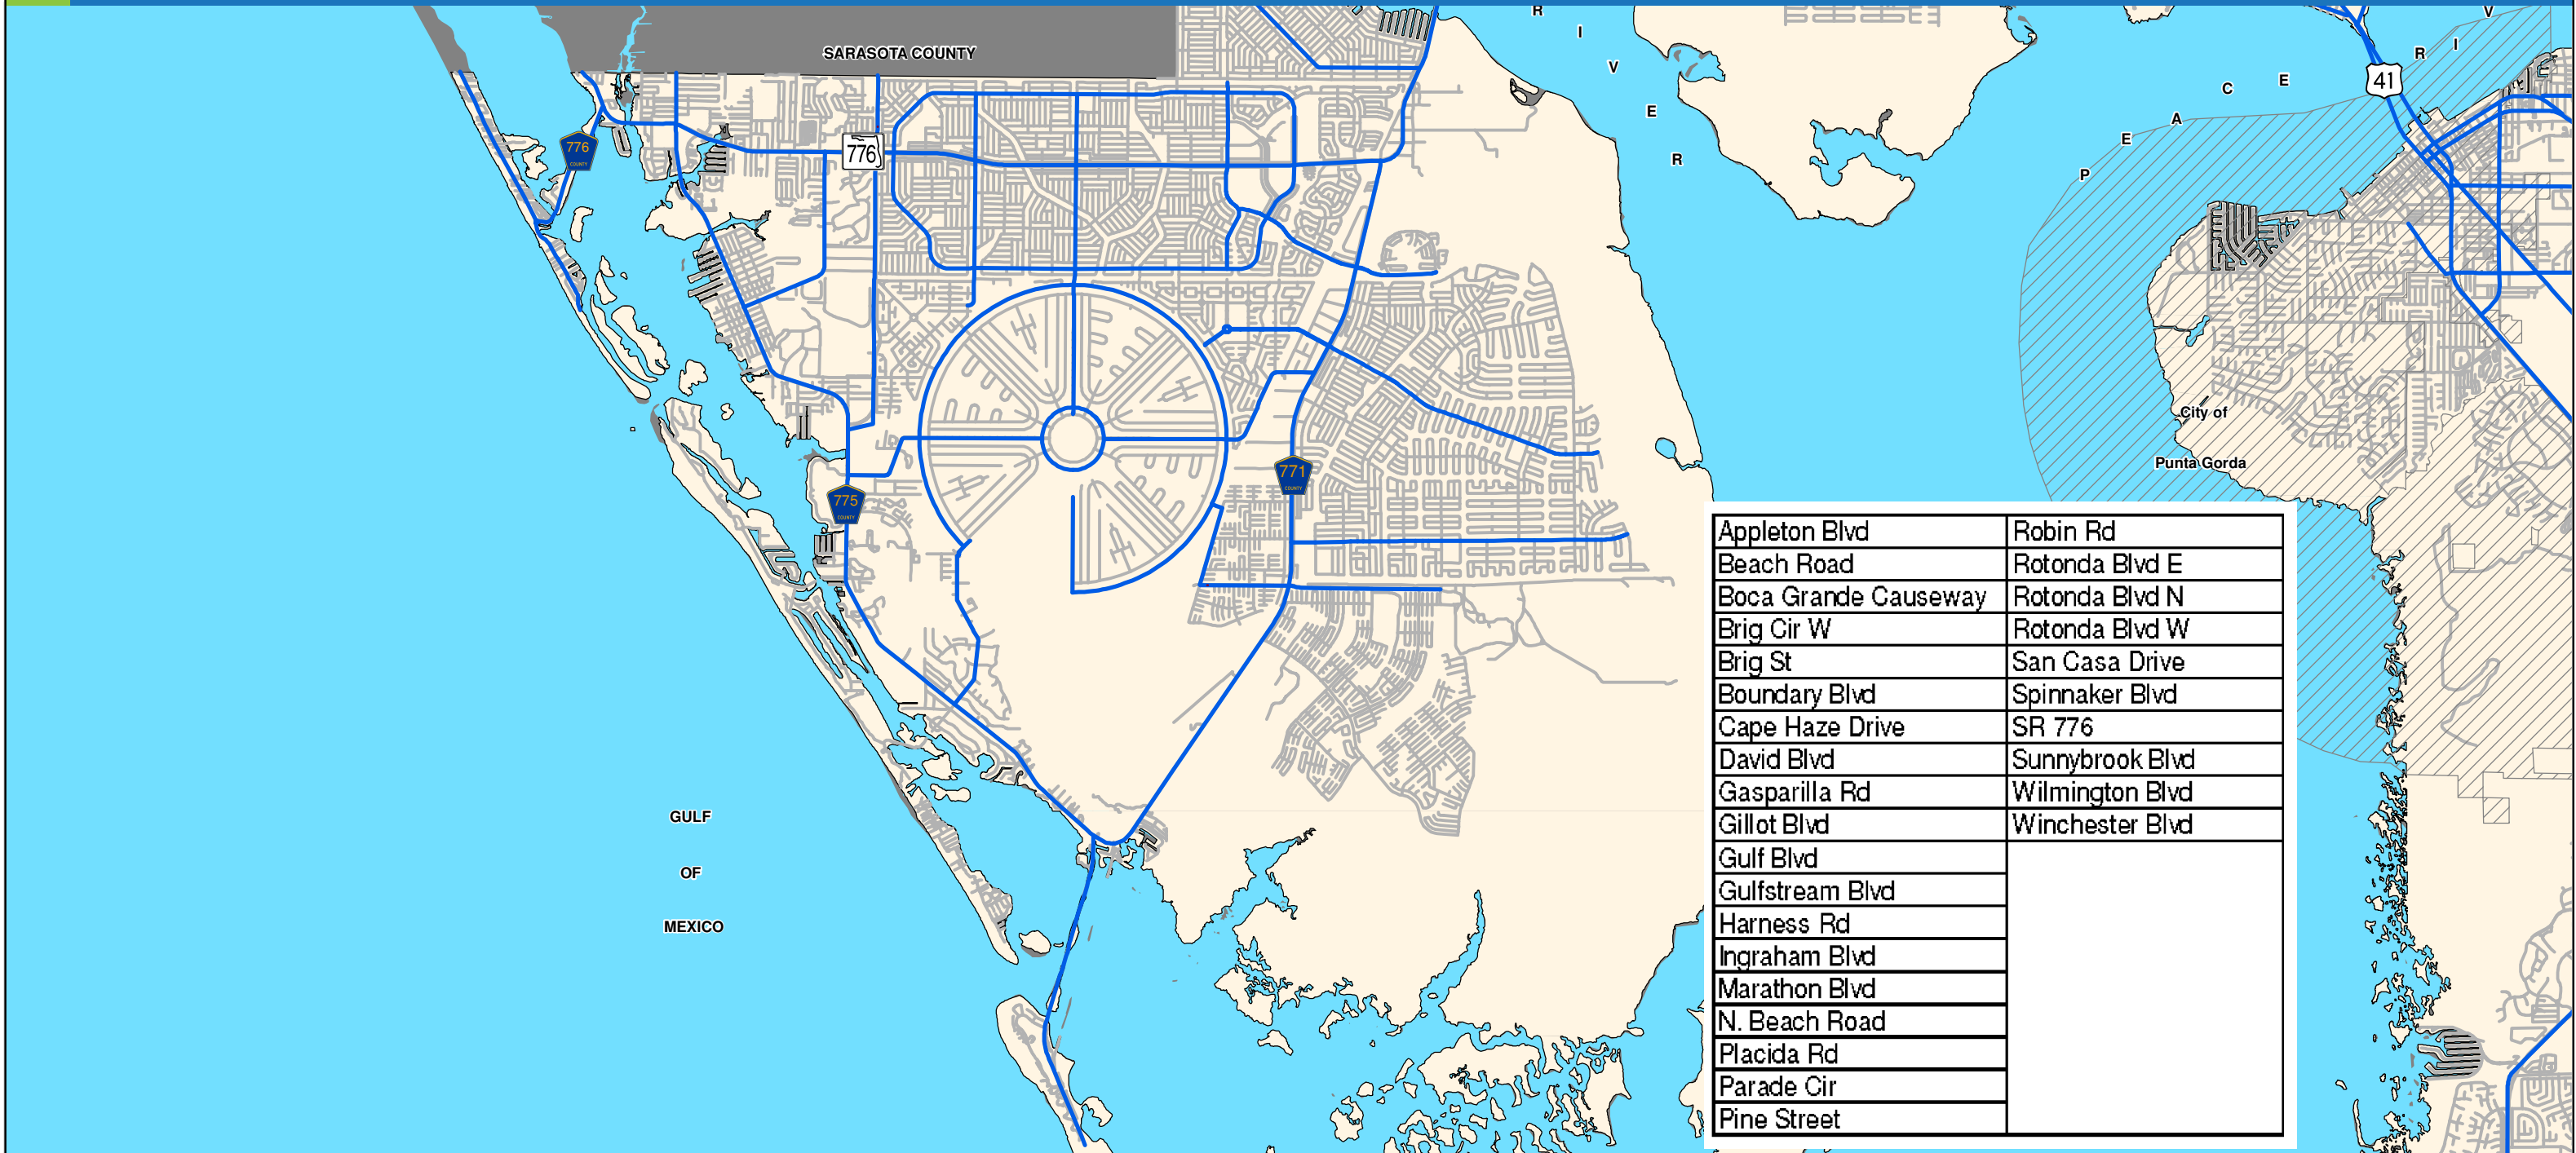 SARASOTA COUNTY
R
I
V
E
R
V
I
R
E
C
A
E
P
41
776
COUNTY
776
City of
Punta Gorda
771
COUNTY
775
COUNTY
GULF
OF
MEXICO
Appleton Blvd Robin Rd
Beach Road Rotonda Blvd E
Boca Grande Causeway Rotonda Blvd N
Brig Cir W Rotonda Blvd W
Brig St San Casa Drive
Boundary Blvd Spinnaker Blvd
Cape Haze Drive SR 776
David Blvd Sunnybrook Blvd
Gasparilla Rd Wilmington Blvd
Gillot Blvd Winchester Blvd
Gulf Blvd
Gulfstream Blvd
Harness Rd
Ingraham Blvd
Marathon Blvd
N. Beach Road
Placida Rd
Parade Cir
Pine Street